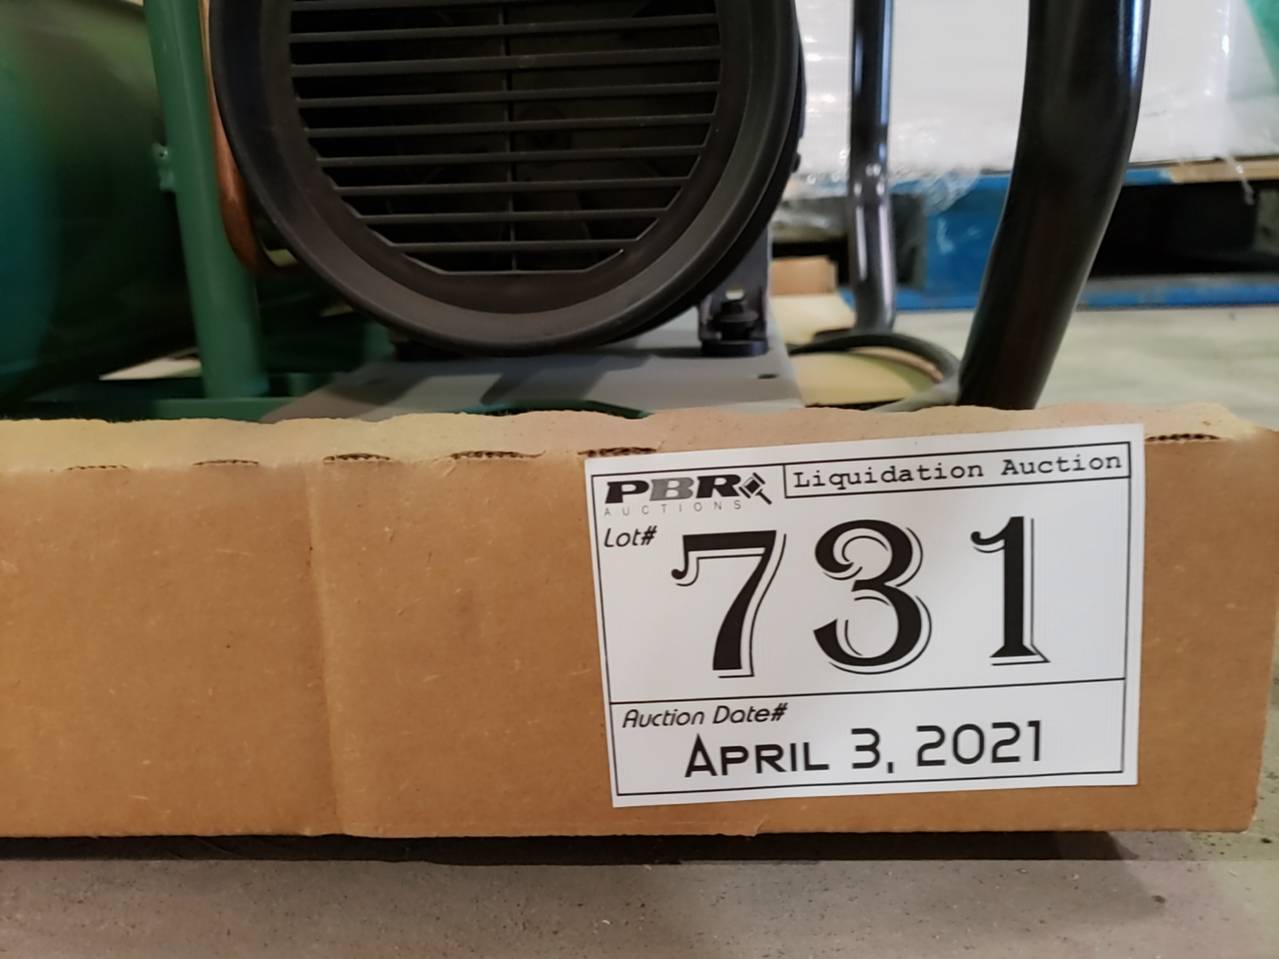 PBR
AUCTIONS
Liquidation Auction
Lot#
731
Auction Date#
April 3, 2021